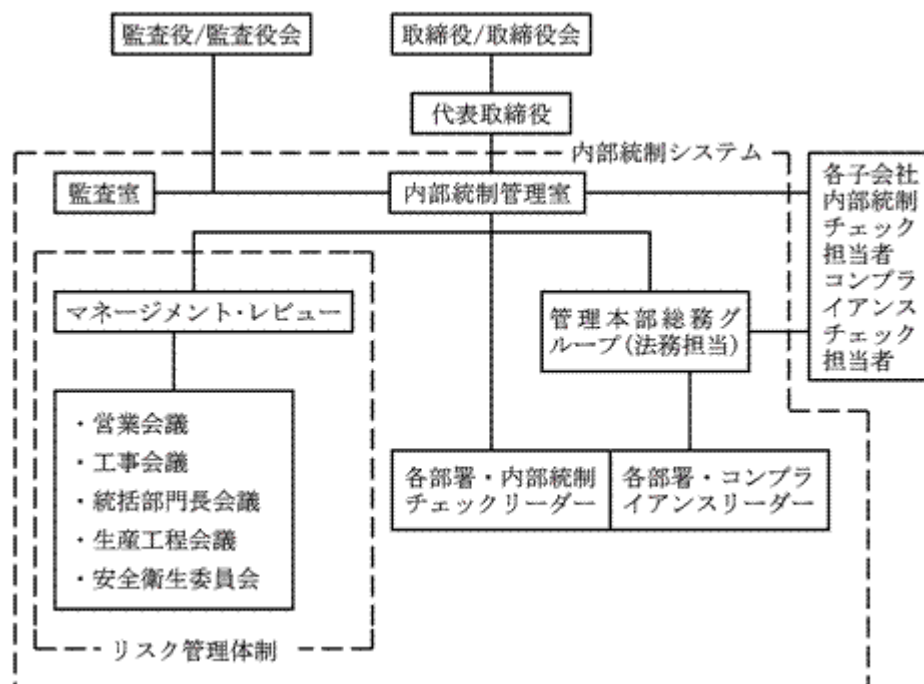 監査役/監査役会
取締役/取締役会
代表取締役
内部統制システム
監査室
内部統制管理室
各子会社
内部統制
チェック
担当者
コンプラ
イアンス
チェック
担当者
マネージメント・レビュー
管理本部総務グ
ループ(法務担当)
・営業会議
・工事会議
・統括部門長会議
・生産工程会議
・安全衛生委員会
各部署・内部統制
チェックリーダー
各部署・コンプラ
イアンスリーダー
リスク管理体制